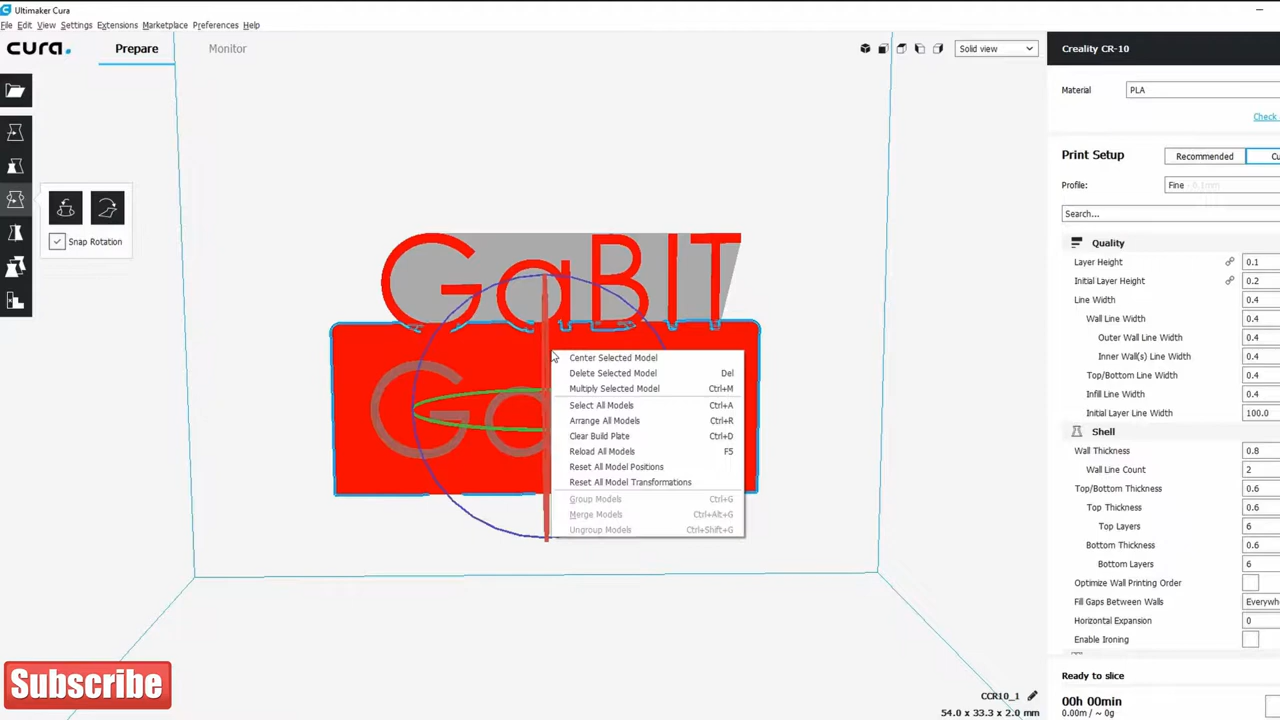 Ultimaker Cura
File Edit View Settings Extensions Marketplace Preferences Help
cura. Prepare Monitor Solid view Creality CR-10
Material PLA
Check
Print Setup Recommended Cu
Profile: Fine - 0.1mm
Search...
Snap Rotation
GaBIT
Ga
Center Selected Model
Delete Selected Model Del
Multiply Selected Model Ctrl+M
Select All Models Ctrl+A
Arrange All Models Ctrl+R
Clear Build Plate Ctrl+D
Reload All Models F5
Reset All Model Positions
Reset All Model Transformations
Group Models Ctrl+G
Merge Models Ctrl+Alt+G
Ungroup Models Ctrl+Shift+G
Quality
Layer Height 0.1
Initial Layer Height 0.2
Line Width 0.4
Wall Line Width 0.4
Outer Wall Line Width 0.4
Inner Wall(s) Line Width 0.4
Top/Bottom Line Width 0.4
Infill Line Width 0.4
Initial Layer Line Width 100.0
Shell
Wall Thickness 0.8
Wall Line Count 2
Top/Bottom Thickness 0.6
Top Thickness 0.6
Top Layers 6
Bottom Thickness 0.6
Bottom Layers 6
Optimize Wall Printing Order
Fill Gaps Between Walls Everywh
Horizontal Expansion 0
Enable Ironing
Ready to slice
00h 00min
0.00m / ~ 0g
CCR10_1
54.0 x 33.3 x 2.0 mm
Subscribe